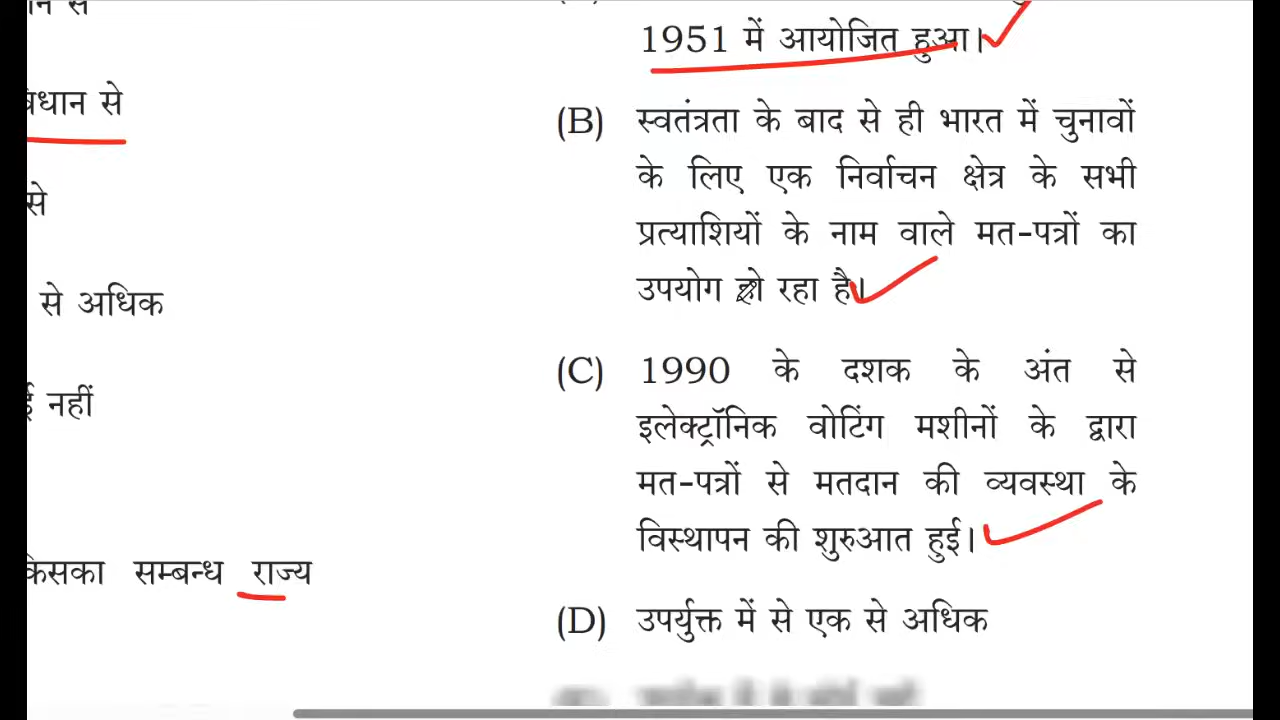 से
से
से अधिक
नहीं
सम्बन्ध राज्य
1951 में आयोजित हुआ।
(B) स्वतंत्रता के बाद से ही भारत में चुनावों
के लिए एक निर्वाचन क्षेत्र के सभी
प्रत्याशियों के नाम वाले मत-पत्रों का
उपयोग हो रहा है।
(C) 1990 के दशक के अंत से
इलेक्ट्रॉनिक वोटिंग मशीनों के द्वारा
मत-पत्रों से मतदान की व्यवस्था के
विस्थापन की शुरुआत हुई।
(D) उपर्युक्त में से एक से अधिक